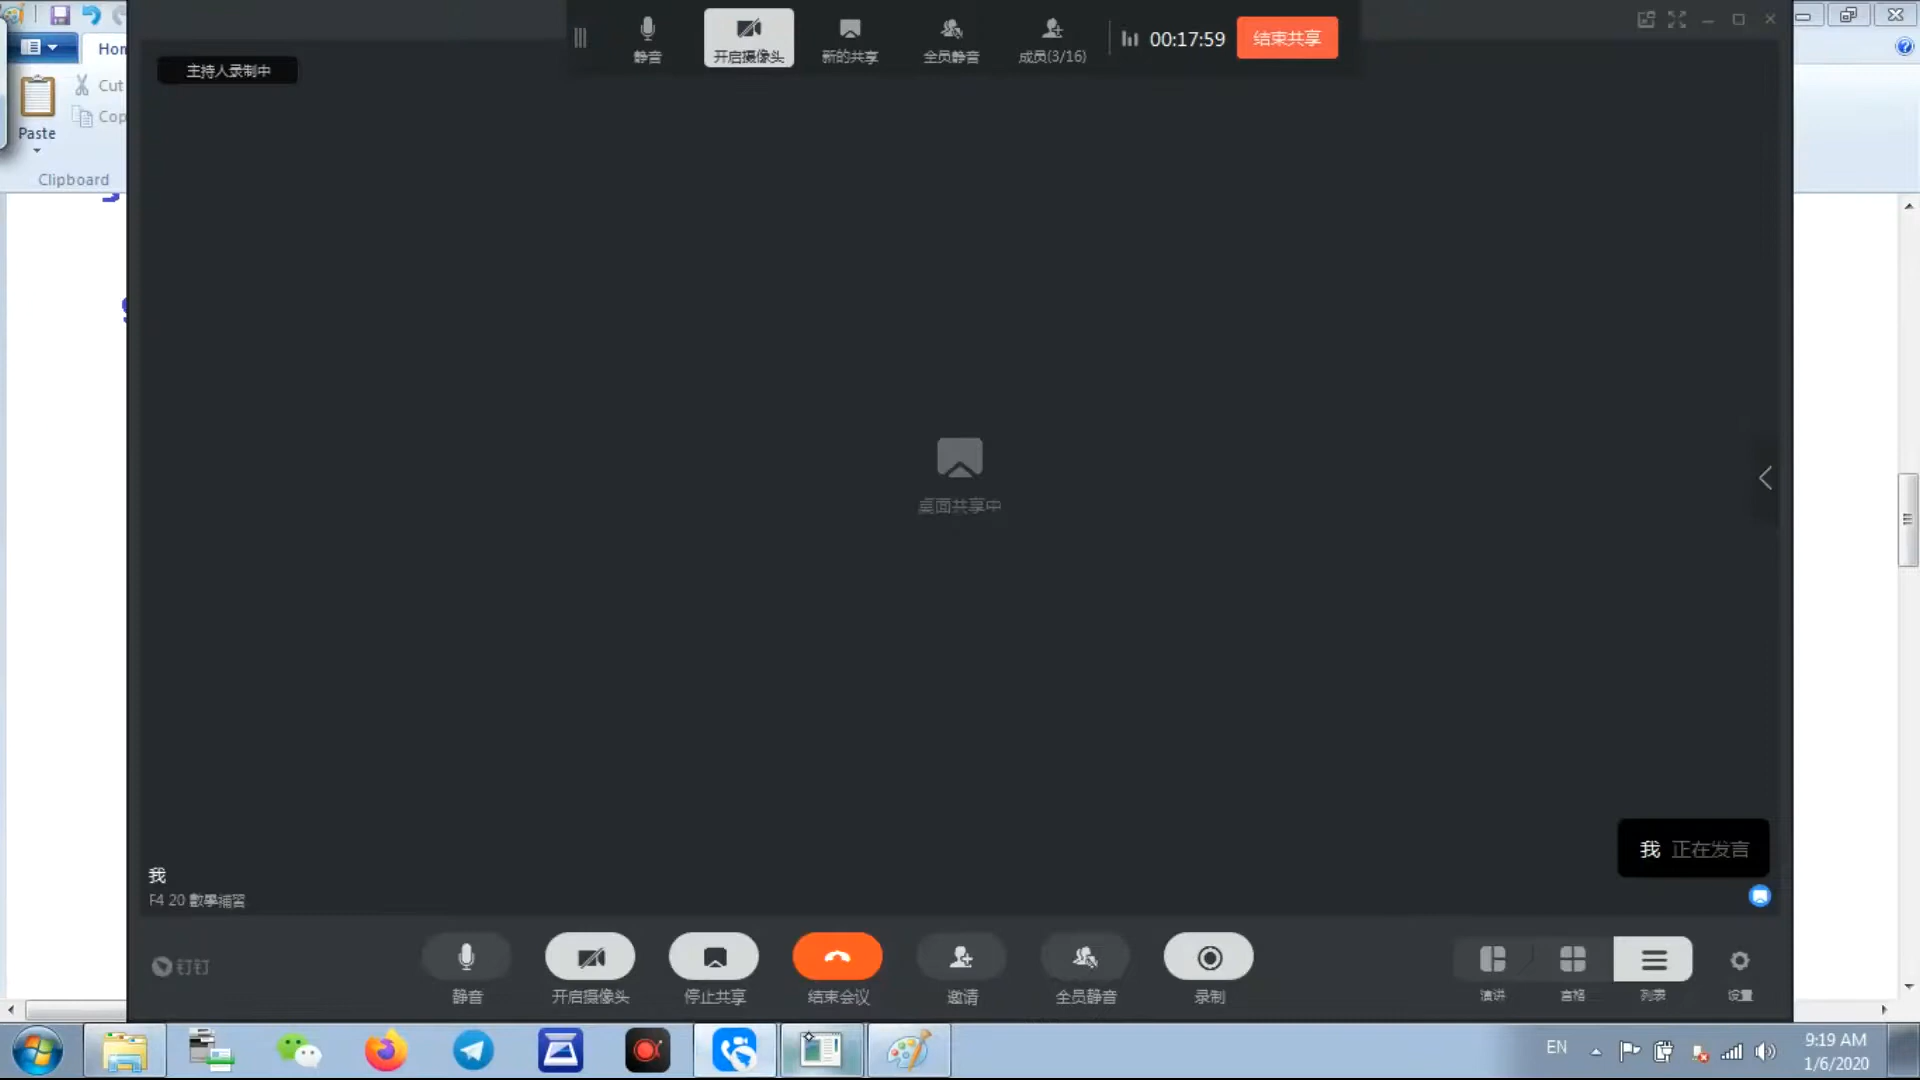 静音
开启摄像头
新的共享
全员静音
成员(3/16)
00:17:59
结束共享
主持人录制中
Hom
Cut
Cop
Paste
Clipboard
桌面共享中
我 正在发言
我
F4 20 數學補習
钉钉
静音
开启摄像头
停止共享
结束会议
邀请
全员静音
录制
演讲
宫格
列表
设置
EN
9:19 AM
1/6/2020